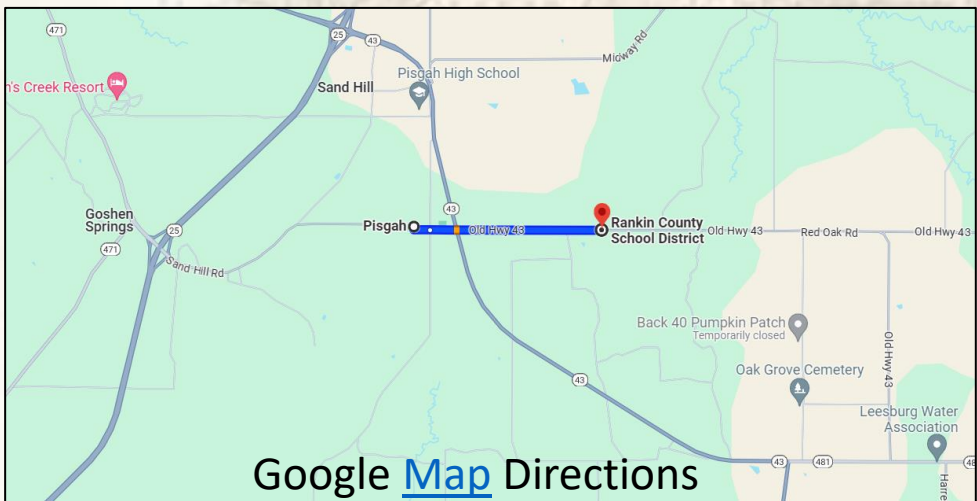 471
25
43
Midway Rd
Pisgah High School
n's Creek Resort
Sand Hill
Goshen
Springs
43
Pisgah
Old Hwy 43
Rankin County
School District
Old Hwy 43
Red Oak Rd
Old Hwy 43
25
471
Sand Hill Rd
Back 40 Pumpkin Patch
Temporarily closed
Old Hwy 43
Oak Grove Cemetery
43
Leesburg Water
Association
43
481
48
Harre
Google Map Directions